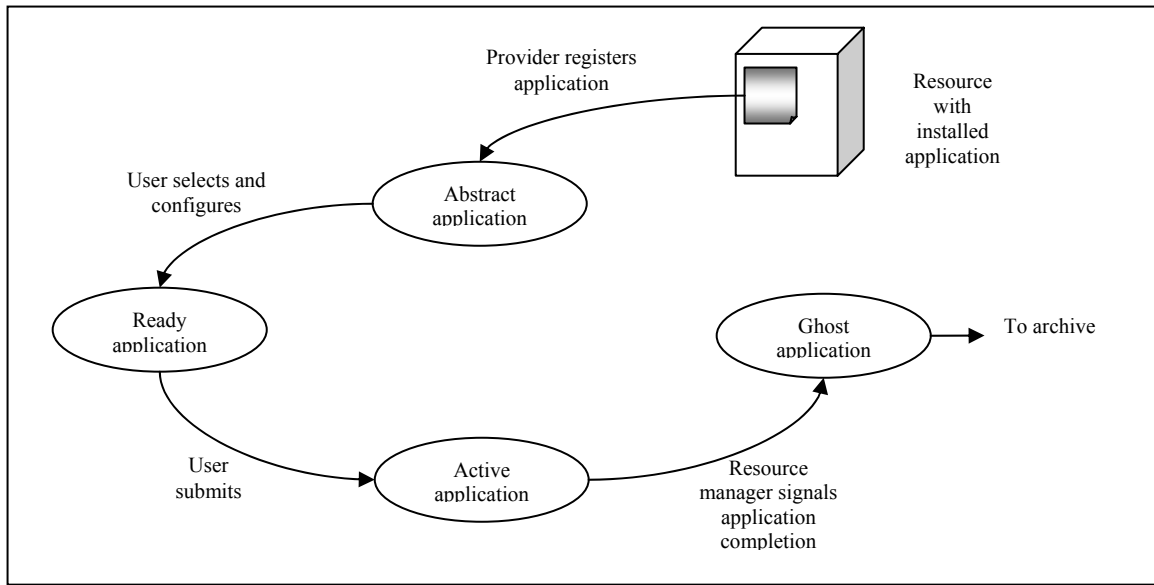 Provider registers
application
Resource
with
installed
application
User selects and
configures
Abstract
application
Ready
application
Ghost
application
To archive
User
submits
Active
application
Resource
manager signals
application
completion